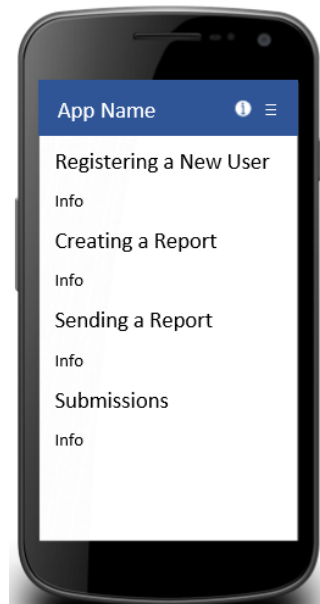 App Name
Registering a New User
Info
Creating a Report
Info
Sending a Report
Info
Submissions
Info